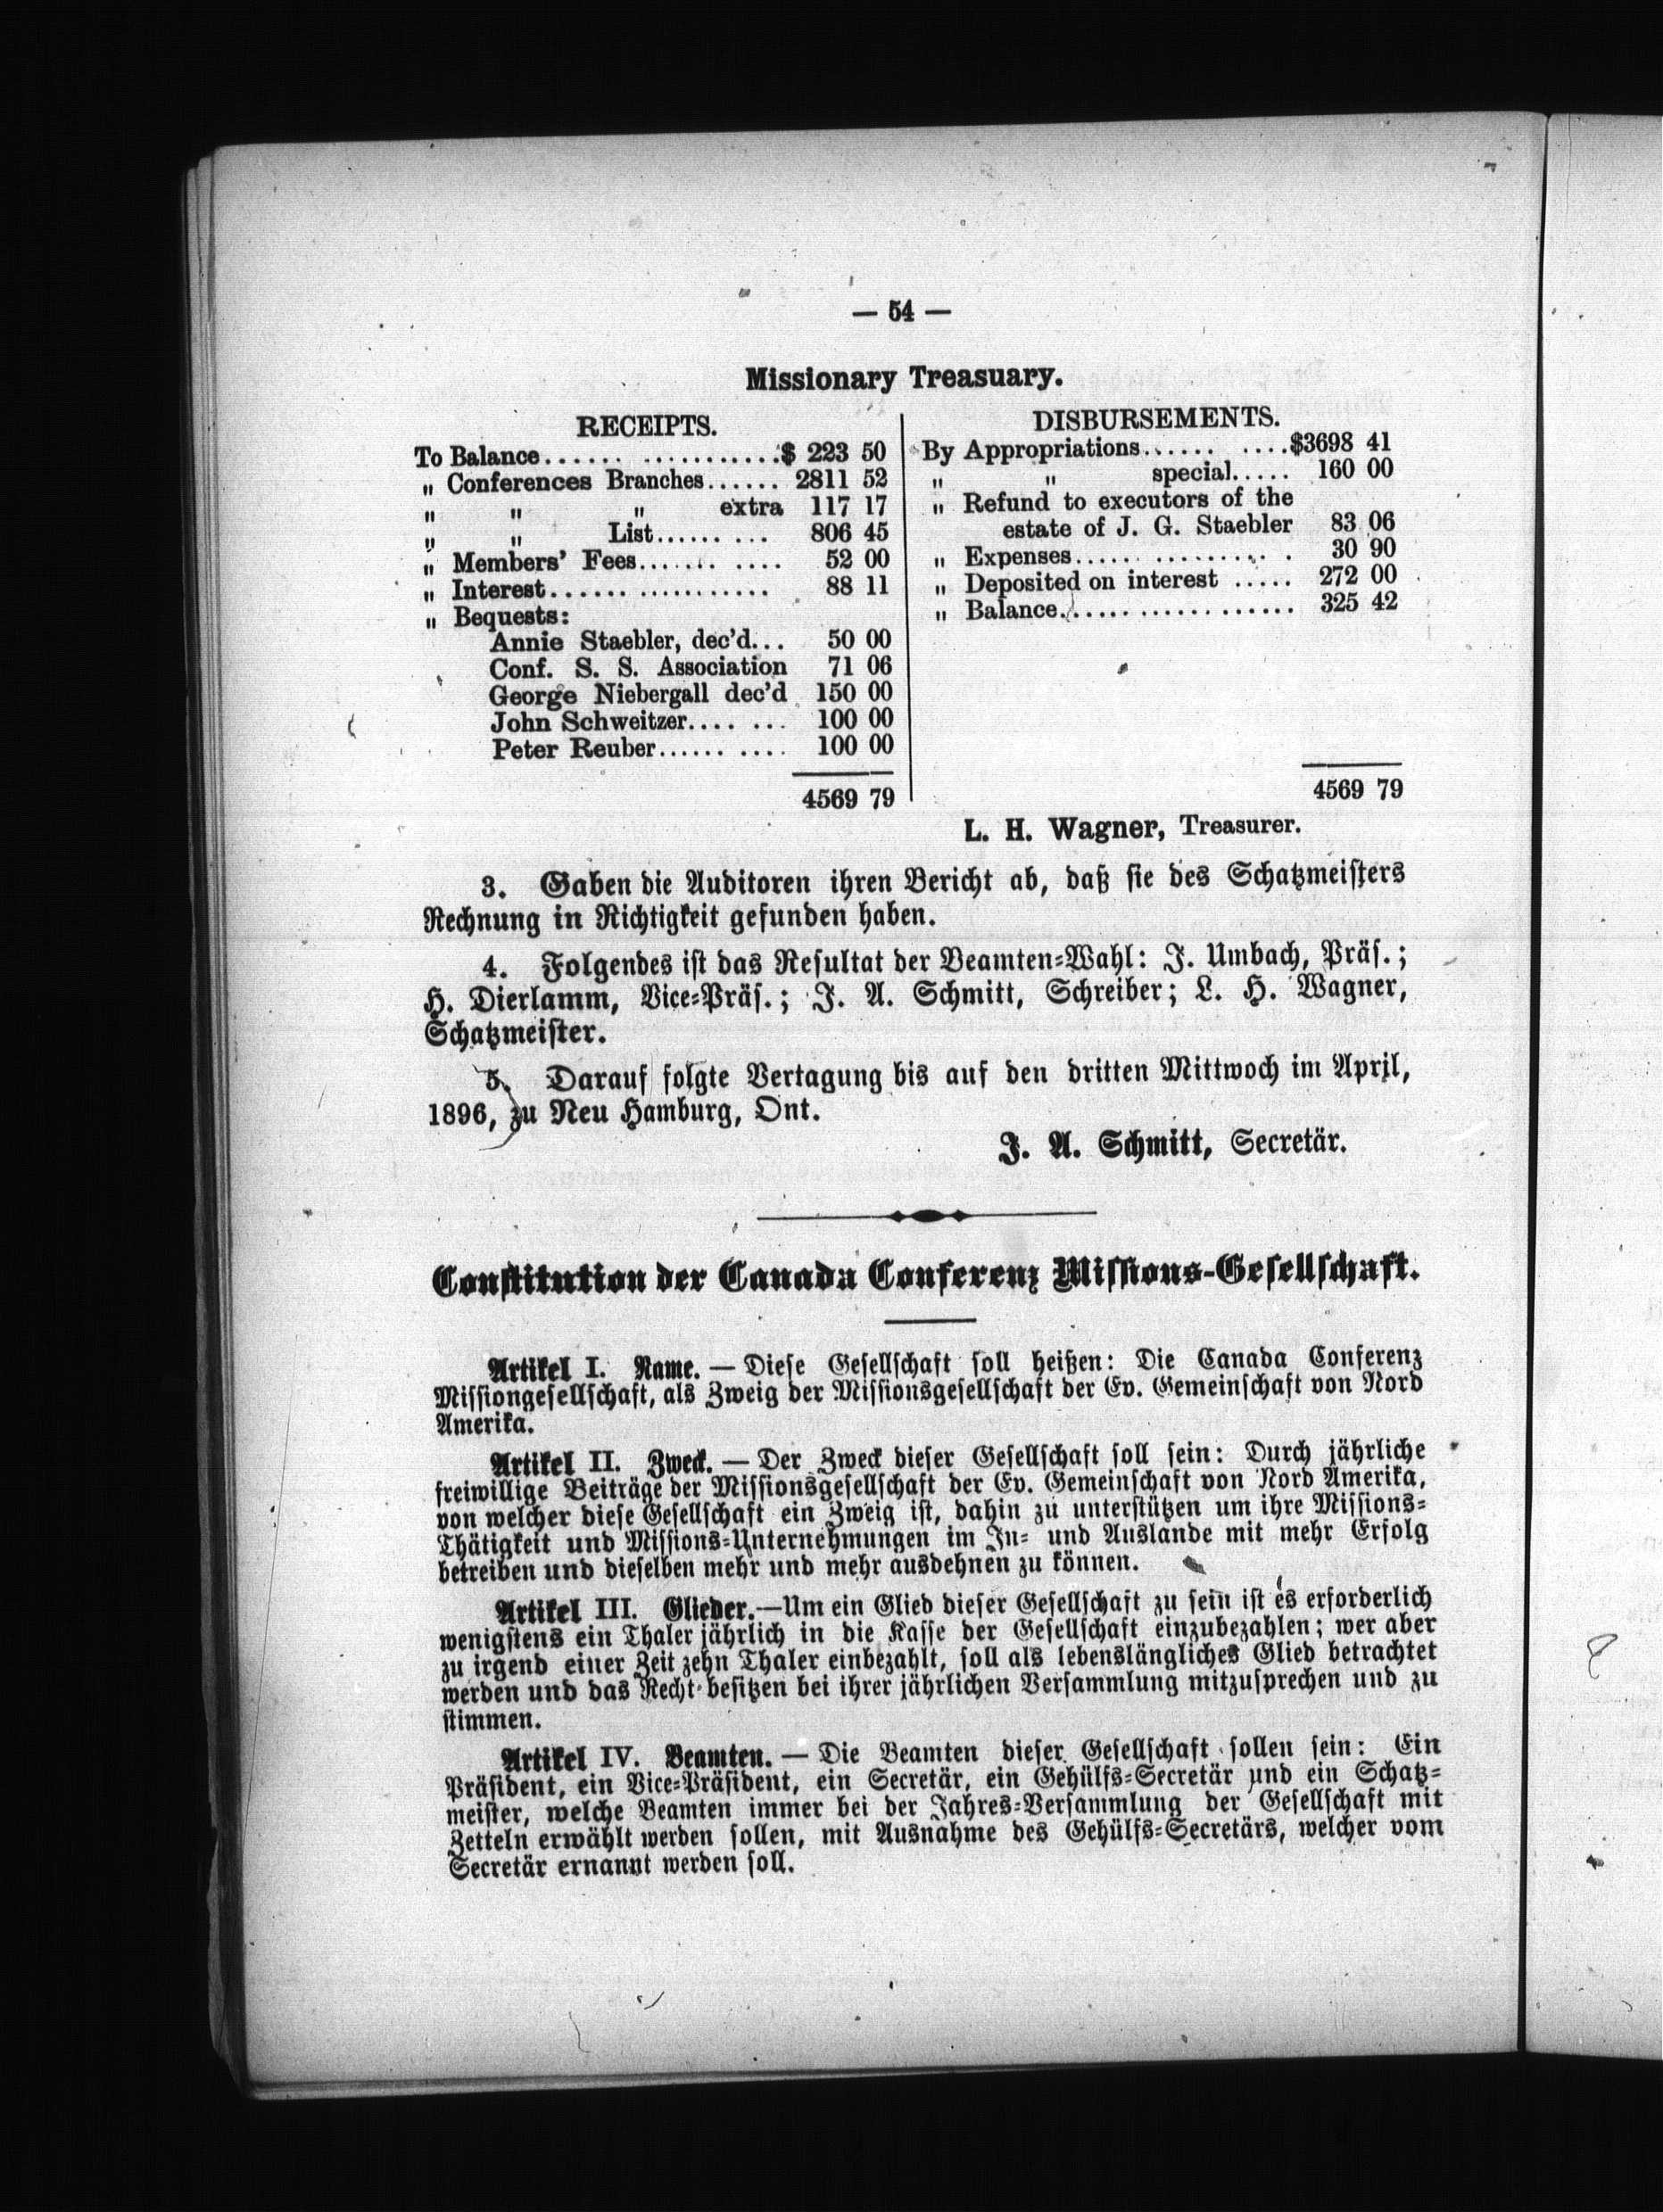 — 54 —
Missionary Treasuary.
RECEIPTS.
To Balance...... ............$ 223 50
„ Conferences Branches...... 2811 52
„ „ „ extra 117 17
„ „ List...... ... 806 45
„ Members' Fees....... .... 52 00
„ Interest...... ........... 88 11
„ Bequests:
Annie Staebler, dec'd... 50 00
Conf. S. S. Association 71 06
George Niebergall dec'd 150 00
John Schweitzer.... ... 100 00
Peter Reuber...... .... 100 00
4569 79
DISBURSEMENTS.
By Appropriations...... ....$3698 41
„ „ special..... 160 00
„ Refund to executors of the
estate of J. G. Staebler 83 06
„ Expenses...... ......... . 30 90
„ Deposited on interest ..... 272 00
„ Balance...... ............ 325 42
4569 79
L. H. Wagner, Treasurer.
3. Gaben die Auditoren ihren Bericht ab, daß sie des Schatzmeisters
Rechnung in Richtigkeit gefunden haben.
4. Folgendes ist das Resultat der Beamten-Wahl: J. Umbach, Präs.;
H. Dierlamm, Vice-Präs.; J. A. Schmitt, Schreiber; L. H. Wagner,
Schatzmeister.
5. Darauf folgte Vertagung bis auf den dritten Mittwoch im April,
1896, zu Neu Hamburg, Ont.
J. A. Schmitt, Secretär.
Constitution der Canada Conferenz Missions-Gesellschaft.
Artikel I. Name. — Diese Gesellschaft soll heißen: Die Canada Conferenz
Missiongesellschaft, als Zweig der Missionsgesellschaft der Ev. Gemeinschaft von Nord
Amerika.
Artikel II. Zweck. — Der Zweck dieser Gesellschaft soll sein: Durch jährliche
freiwillige Beiträge der Missionsgesellschaft der Ev. Gemeinschaft von Nord Amerika,
von welcher diese Gesellschaft ein Zweig ist, dahin zu unterstützen um ihre Missions-
Thätigkeit und Missions-Unternehmungen im In- und Auslande mit mehr Erfolg
betreiben und dieselben mehr und mehr ausdehnen zu können.
Artikel III. Glieder.—Um ein Glied dieser Gesellschaft zu sein ist es erforderlich
wenigstens ein Thaler jährlich in die Kasse der Gesellschaft einzubezahlen; wer aber
zu irgend einer Zeit zehn Thaler einbezahlt, soll als lebenslängliches Glied betrachtet
werden und das Recht besitzen bei ihrer jährlichen Versammlung mitzusprechen und zu
stimmen.
Artikel IV. Beamten. — Die Beamten dieser Gesellschaft sollen sein: Ein
Präsident, ein Vice-Präsident, ein Secretär, ein Gehülfs-Secretär und ein Schatz-
meister, welche Beamten immer bei der Jahres-Versammlung der Gesellschaft mit
Zetteln erwählt werden sollen, mit Ausnahme des Gehülfs-Secretärs, welcher vom
Secretär ernannt werden soll.